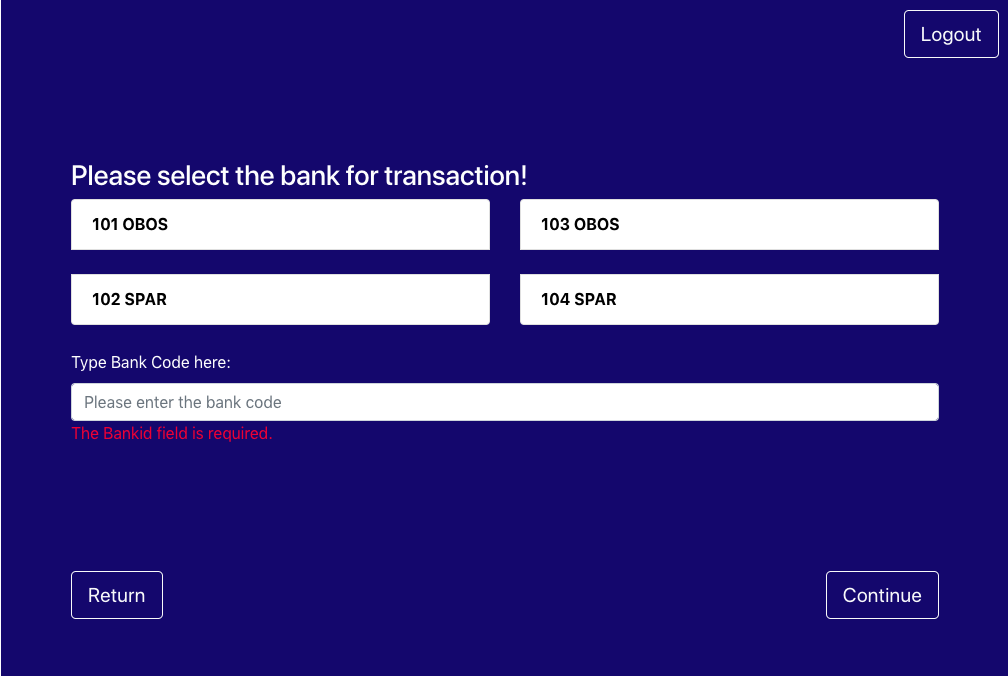 Logout
Please select the bank for transaction!
101 OBOS
103 OBOS
102 SPAR
104 SPAR
Type Bank Code here:
Please enter the bank code
The Bankid field is required.
Return
Continue